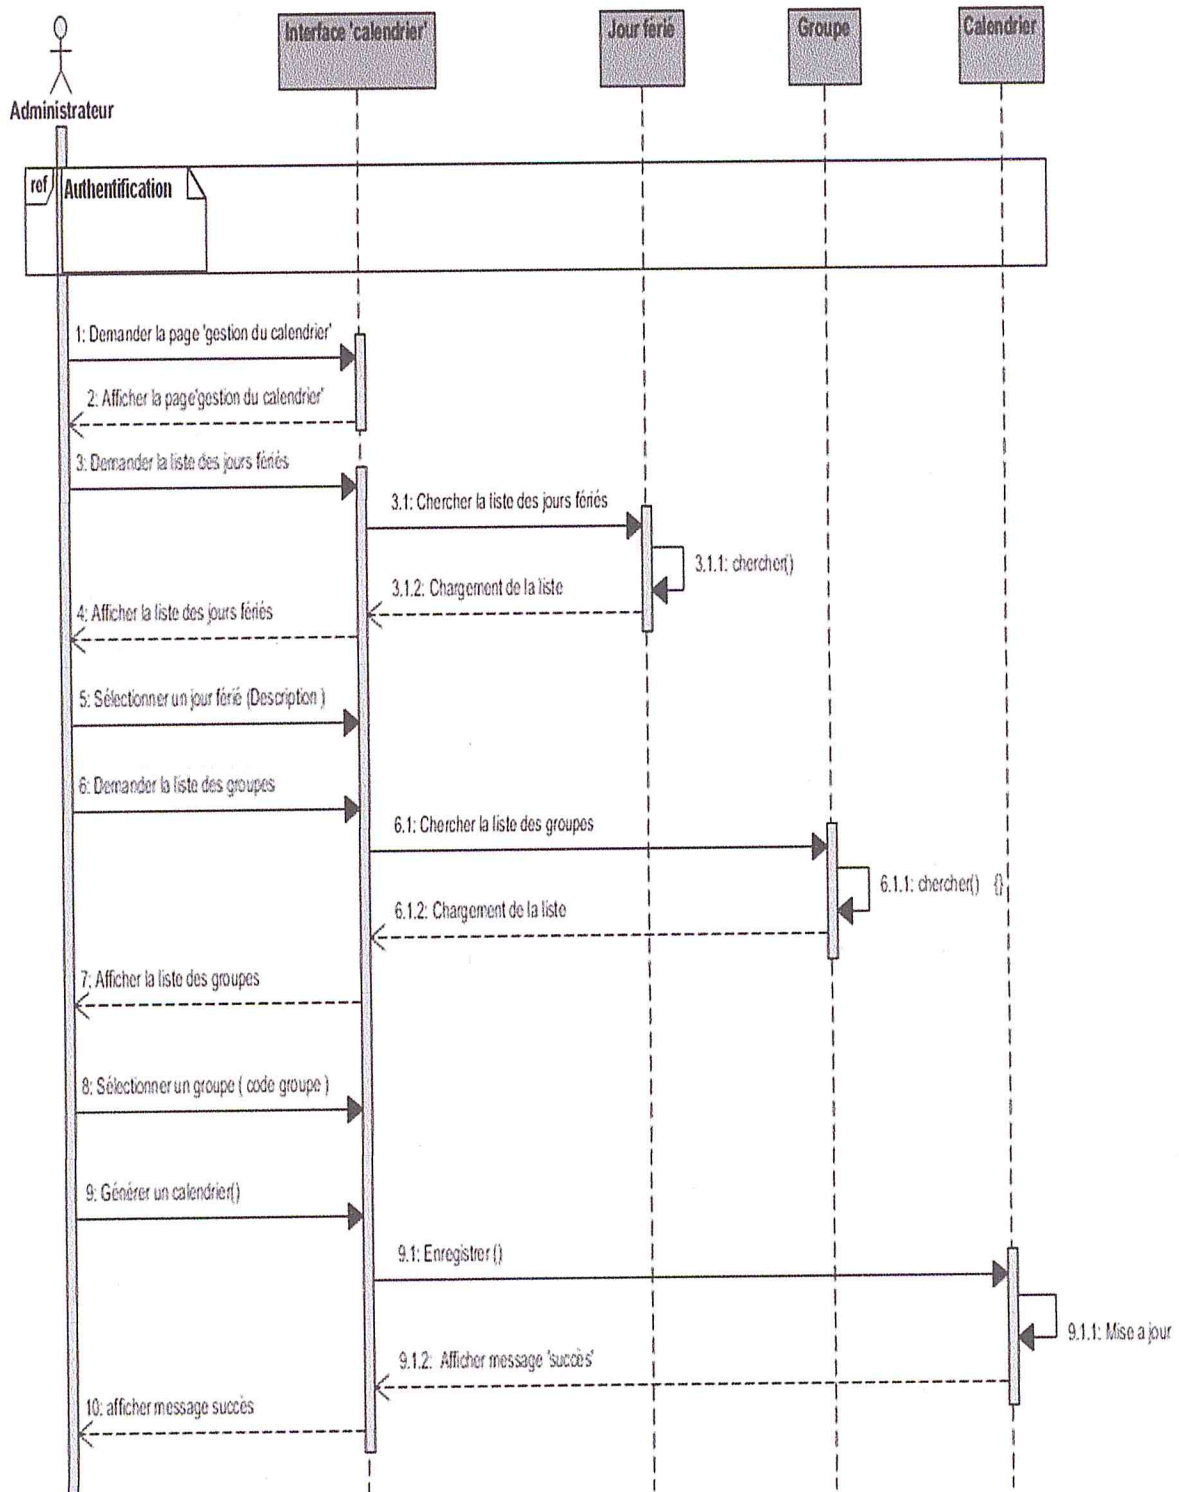 Interface 'calendrier'
Jour férié
Groupe
Calendrier
Administrateur
ref
Authentification
1: Demander la page 'gestion du calendrier'
2: Afficher la page'gestion du calendrier'
3: Demander la liste des jours fériés
3.1: Chercher la liste des jours fériés
3.1.1: chercher()
3.1.2: Chargement de la liste
4: Afficher la liste des jours fériés
5: Sélectionner un jour férié (Description )
6: Demander la liste des groupes
6.1: Chercher la liste des groupes
6.1.1: chercher() {}
6.1.2: Chargement de la liste
7: Afficher la liste des groupes
8: Sélectionner un groupe ( code groupe )
9: Générer un calendrier()
9.1: Enregistrer ()
9.1.1: Mise a jour
9.1.2: Afficher message 'succès'
10: afficher message succès